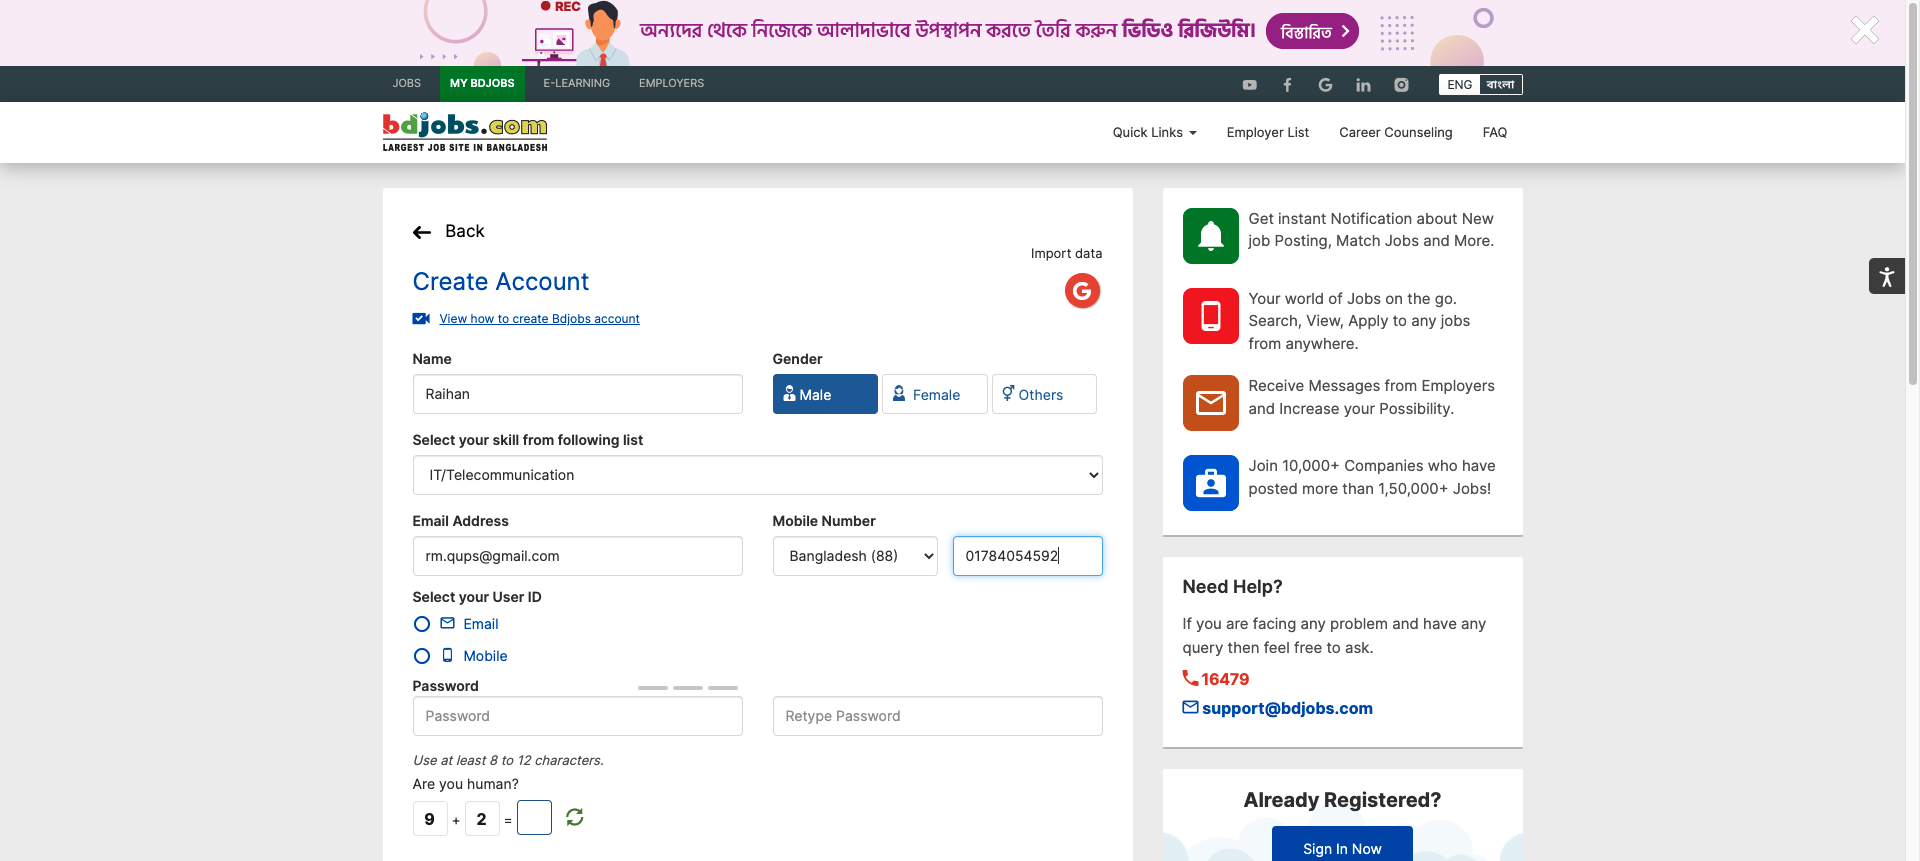 REC
অন্যদের থেকে নিজেকে আলাদাভাবে উপস্থাপন করতে তৈরি করুন ভিডিও রিজিউমি!
বিস্তারিত
JOBS
MY BDJOBS
E-LEARNING
EMPLOYERS
ENG
বাংলা
bdjobs.com
LARGEST JOB SITE IN BANGLADESH
Quick Links
Employer List
Career Counseling
FAQ
Back
Import data
Create Account
G
View how to create Bdjobs account
Name
Gender
Raihan
Male
Female
Others
Select your skill from following list
IT/Telecommunication
Email Address
Mobile Number
rm.qups@gmail.com
Bangladesh (88)
01784054592
Select your User ID
Email
Mobile
Password
Password
Retype Password
Use at least 8 to 12 characters.
Are you human?
9 + 2 =
Get instant Notification about New
job Posting, Match Jobs and More.
Your world of Jobs on the go.
Search, View, Apply to any jobs
from anywhere.
Receive Messages from Employers
and Increase your Possibility.
Join 10,000+ Companies who have
posted more than 1,50,000+ Jobs!
Need Help?
If you are facing any problem and have any
query then feel free to ask.
16479
support@bdjobs.com
Already Registered?
Sign In Now